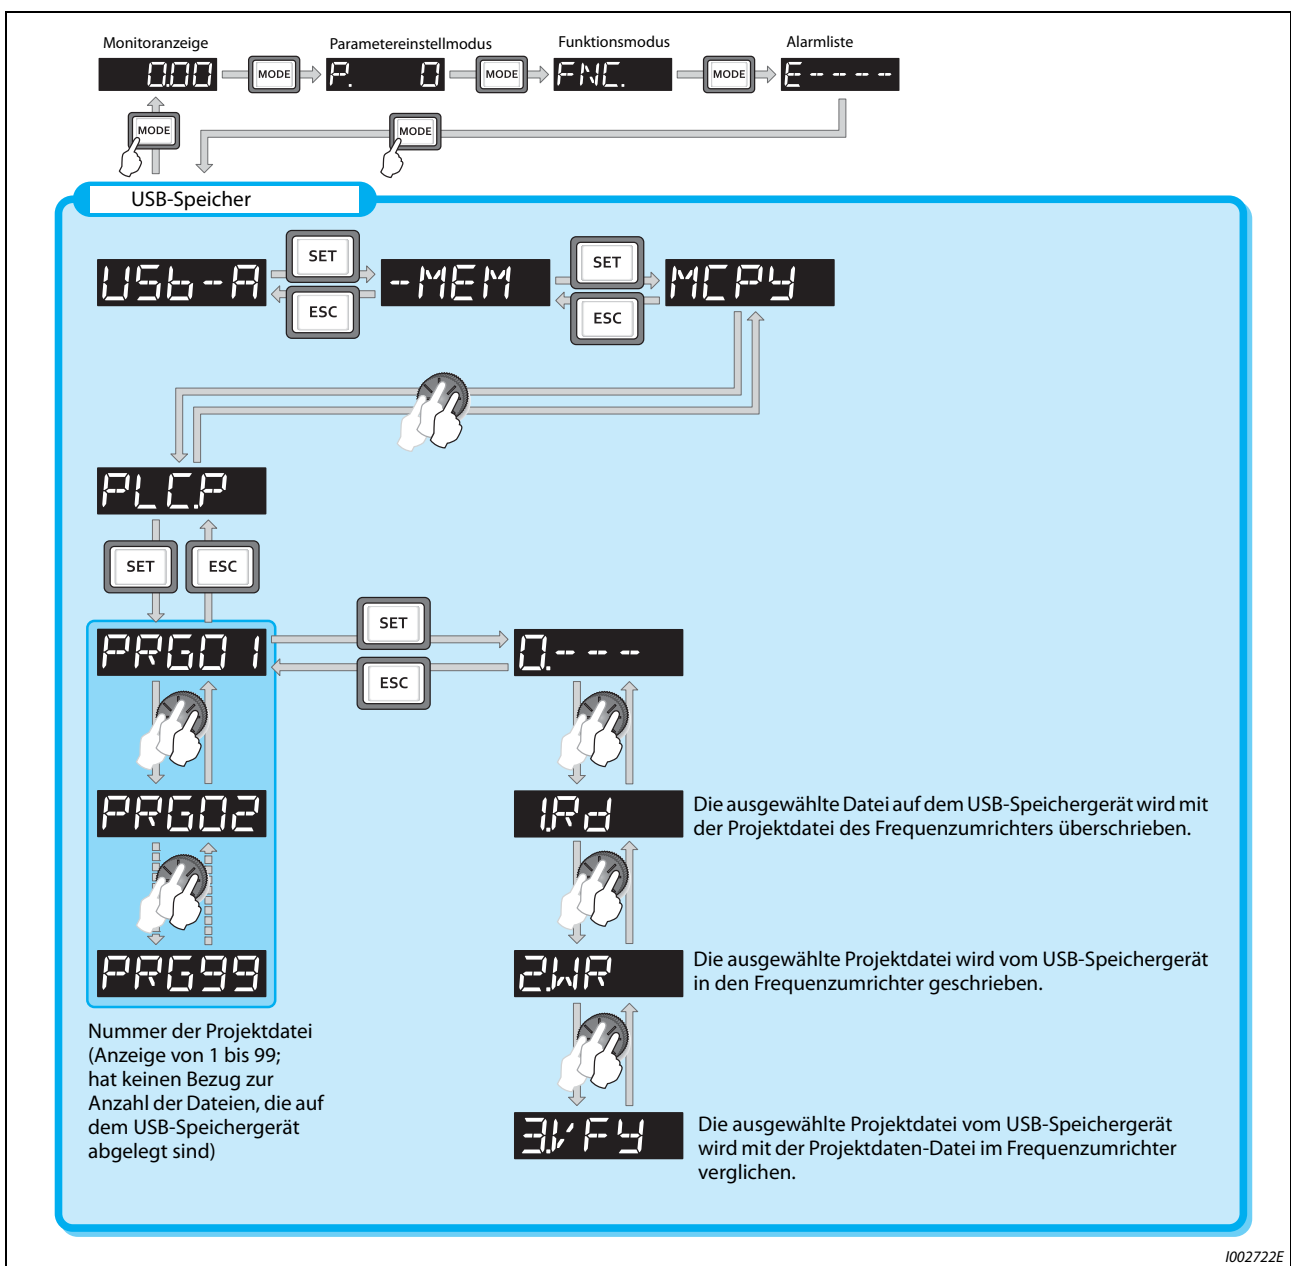 Monitoranzeige
Parametereinstellmodus
Funktionsmodus
Alarmliste
0.00
MODE
P. 0
MODE
FNC.
MODE
E----
MODE
MODE
USB-Speicher
USb-A
SET
ESC
-MEM
SET
ESC
MCPY
PLC.P
SET
ESC
PRG01
SET
ESC
0.---
PRG02
1.Rd
Die ausgewählte Datei auf dem USB-Speichergerät wird mit
der Projektdatei des Frequenzumrichters überschrieben.
PRG99
2.WR
Die ausgewählte Projektdatei wird vom USB-Speichergerät
in den Frequenzumrichter geschrieben.
Nummer der Projektdatei
(Anzeige von 1 bis 99;
hat keinen Bezug zur
Anzahl der Dateien, die auf
dem USB-Speichergerät
abgelegt sind)
3.VFY
Die ausgewählte Projektdatei vom USB-Speichergerät
wird mit der Projektdaten-Datei im Frequenzumrichter
verglichen.
I002722E